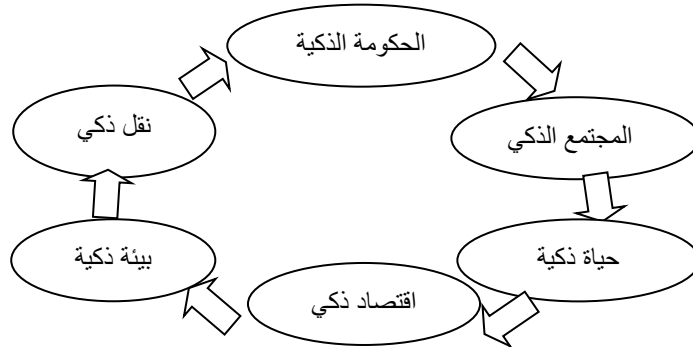 الحكومة الذكية
المجتمع الذكي
حياة ذكية
اقتصاد ذكي
بيئة ذكية
نقل ذكي